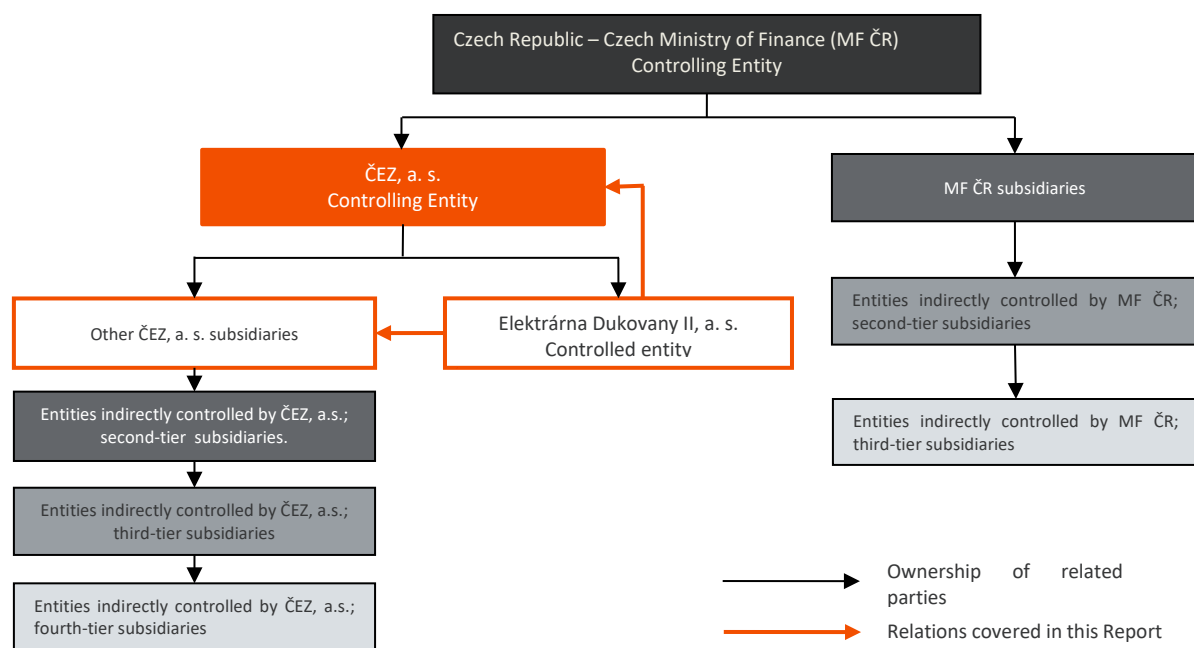 Czech Republic – Czech Ministry of Finance (MF ČR)
Controlling Entity
ČEZ, a. s.
Controlling Entity
MF ČR subsidiaries
Other ČEZ, a. s. subsidiaries
Elektrárna Dukovany II, a. s.
Controlled entity
Entities indirectly controlled by MF ČR;
second-tier subsidiaries
Entities indirectly controlled by ČEZ, a.s.;
second-tier subsidiaries.
Entities indirectly controlled by MF ČR;
third-tier subsidiaries
Entities indirectly controlled by ČEZ, a.s.;
third-tier subsidiaries
Entities indirectly controlled by ČEZ, a.s.;
fourth-tier subsidiaries
Ownership of related
parties
Relations covered in this Report